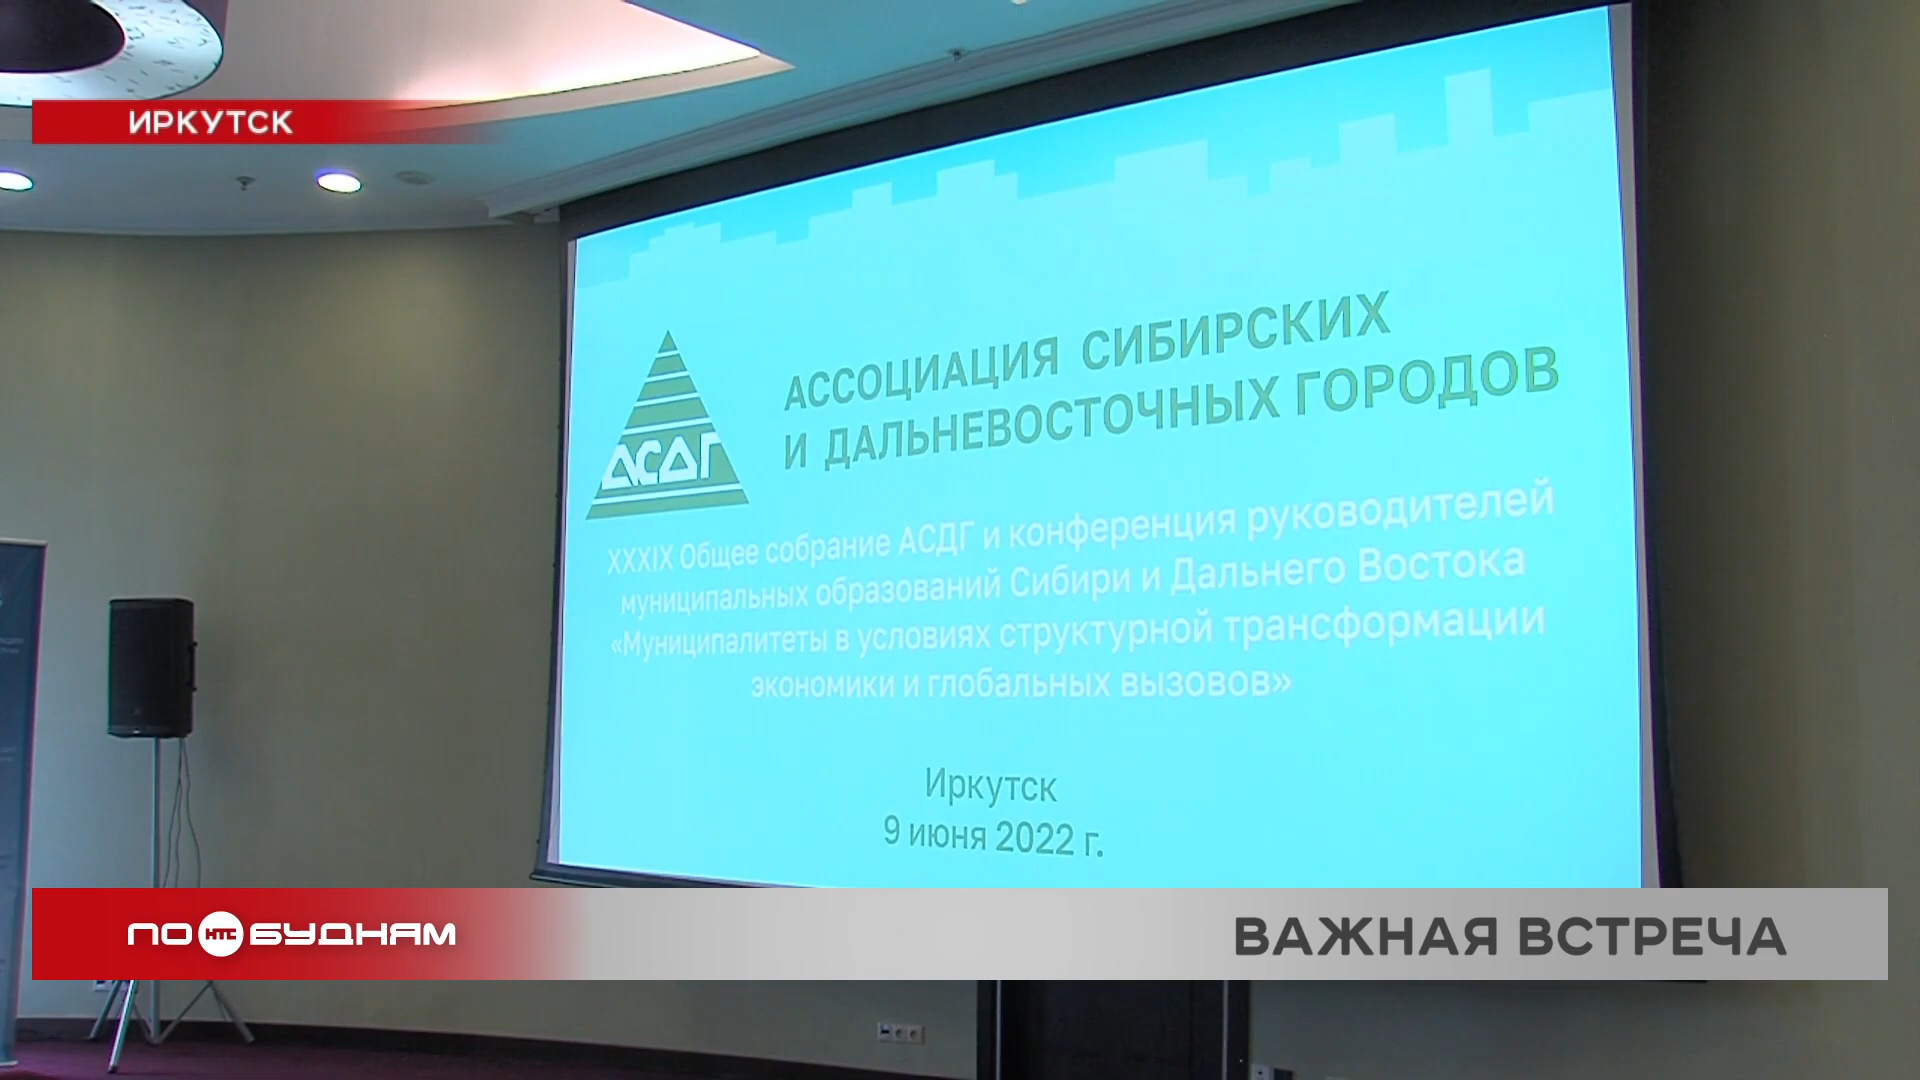 ИРКУТСК
АССОЦИАЦИЯ СИБИРСКИХ
И ДАЛЬНЕВОСТОЧНЫХ ГОРОДОВ
АСДГ
XXXIX Общее собрание АСДГ и конференция руководителей
муниципальных образований Сибири и Дальнего Востока
«Муниципалитеты в условиях структурной трансформации
экономики и глобальных вызовов»
Иркутск
9 июня 2022 г.
ПО НТС БУДНЯМ
ВАЖНАЯ ВСТРЕЧА